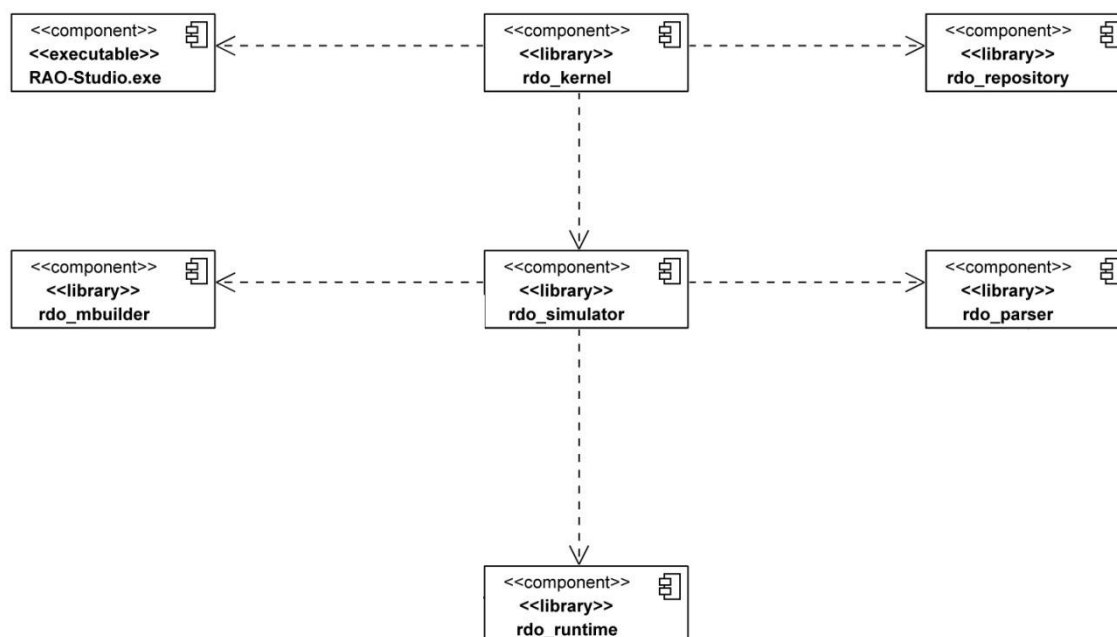 <<component>>
<<executable>>
RAO-Studio.exe
<<component>>
<<library>>
rdo_kernel
<<component>>
<<library>>
rdo_repository
<<component>>
<<library>>
rdo_mbuilder
<<component>>
<<library>>
rdo_simulator
<<component>>
<<library>>
rdo_parser
<<component>>
<<library>>
rdo_runtime